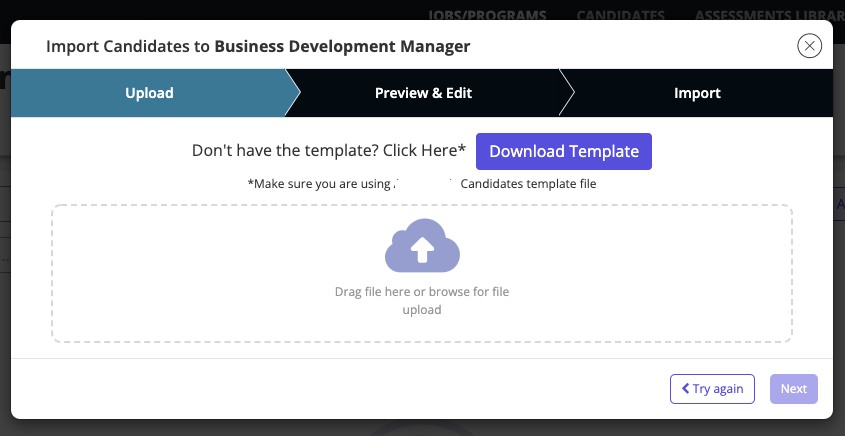 JOBS/PROGRAMS CANDIDATES ASSESSMENTS LIBRAR
Import Candidates to Business Development Manager
Upload Preview & Edit Import
Don't have the template? Click Here* Download Template
*Make sure you are using Candidates template file
Drag file here or browse for file
upload
Try again Next